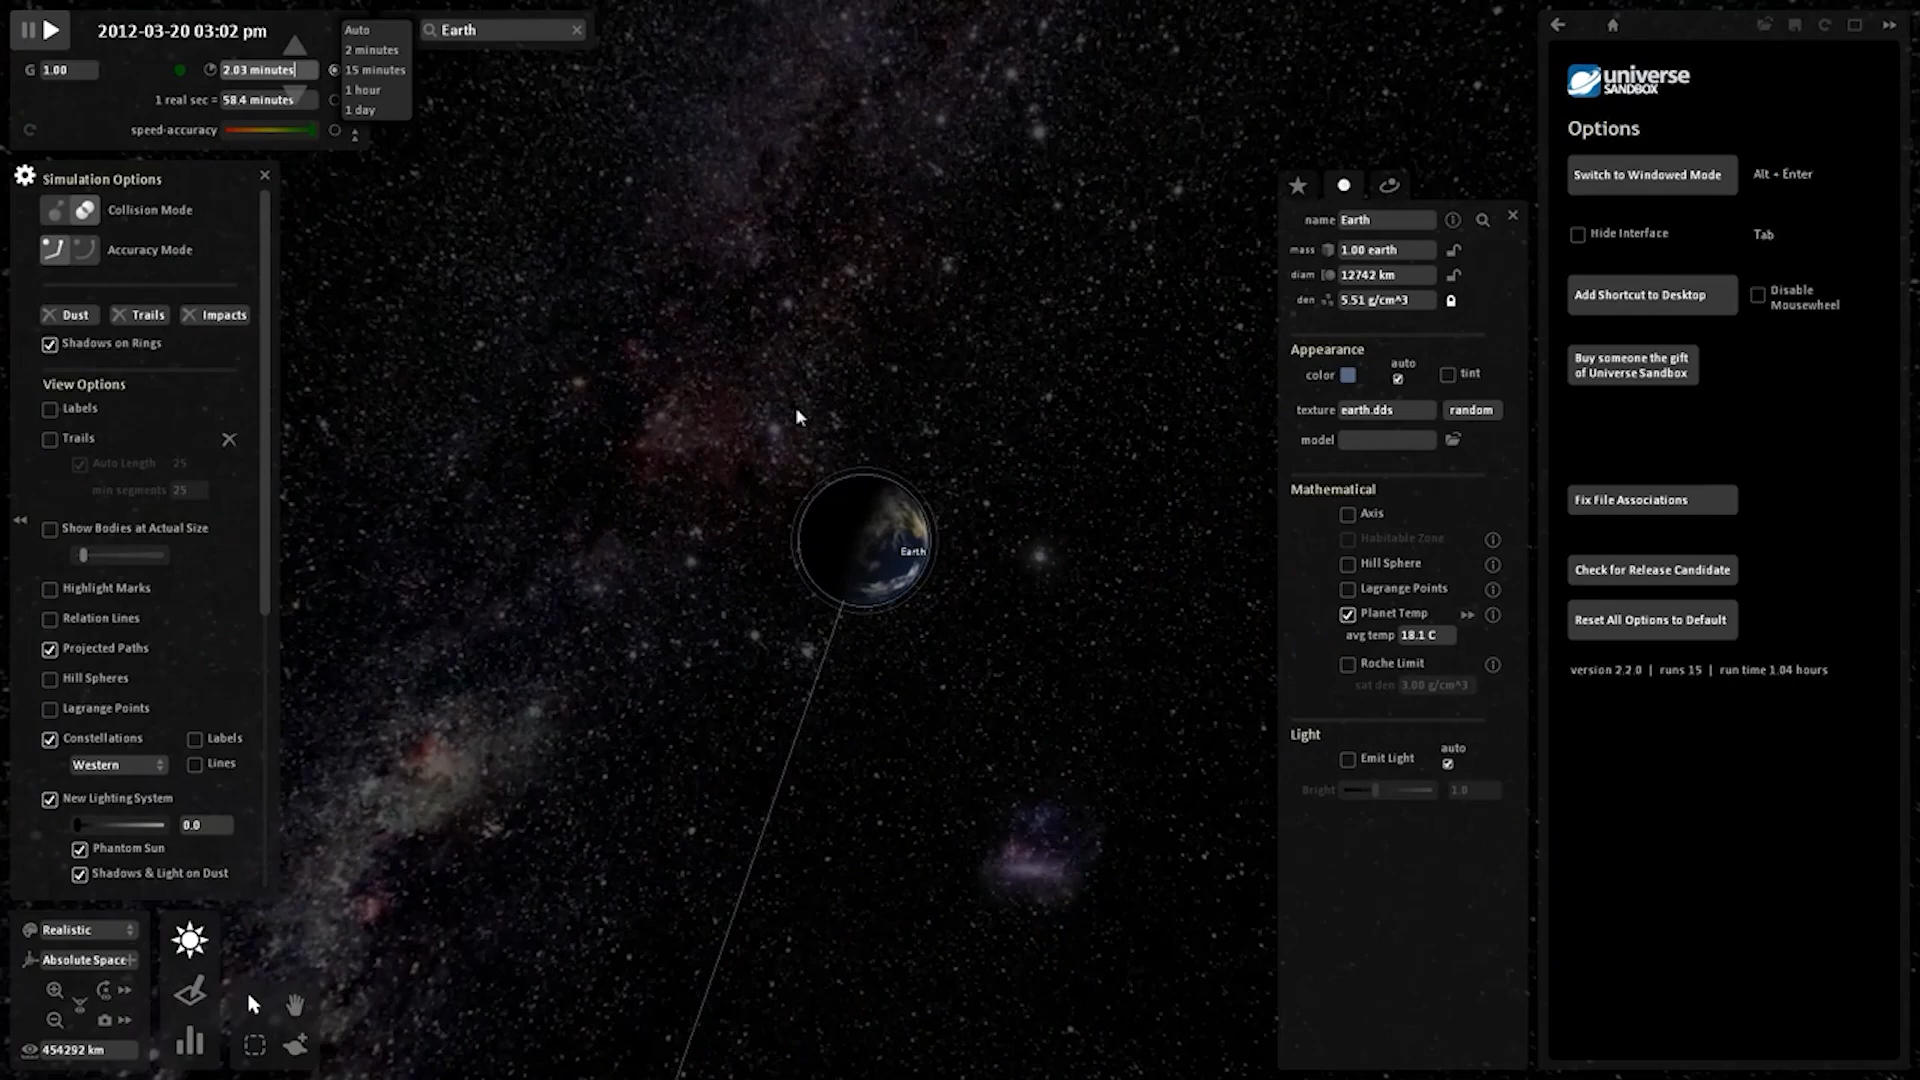 2012-03-20 03:02 pm
G 1.00
2.03 minutes
1 real sec = 58.4 minutes
speed-accuracy
Auto
2 minutes
15 minutes
1 hour
1 day
Earth
Simulation Options
Collision Mode
Accuracy Mode
Dust Trails Impacts
Shadows on Rings
View Options
Labels
Trails
Auto Length 25
min segments 25
Show Bodies at Actual Size
Highlight Marks
Relation Lines
Projected Paths
Hill Spheres
Lagrange Points
Constellations Labels
Western Lines
New Lighting System
0.0
Phantom Sun
Shadows & Light on Dust
Realistic
Absolute Space
454292 km
Earth
name Earth
mass 1.00 earth
diam 12742 km
den 5.51 g/cm^3
Appearance
auto
color tint
texture earth.dds random
model
Mathematical
Axis
Habitable Zone
Hill Sphere
Lagrange Points
Planet Temp
avg temp 18.1 C
Roche Limit
sat den 3.00 g/cm^3
Light
auto
Emit Light
Bright 1.0
universe
SANDBOX
Options
Switch to Windowed Mode Alt + Enter
Hide Interface Tab
Add Shortcut to Desktop
Disable
Mousewheel
Buy someone the gift
of Universe Sandbox
Fix File Associations
Check for Release Candidate
Reset All Options to Default
version 2.2.0 | runs 15 | run time 1.04 hours